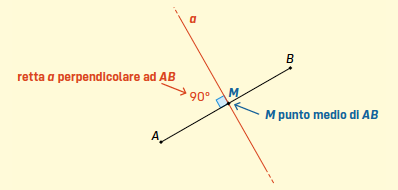 a
B
retta a perpendicolare ad AB
90°
M
M punto medio di AB
A